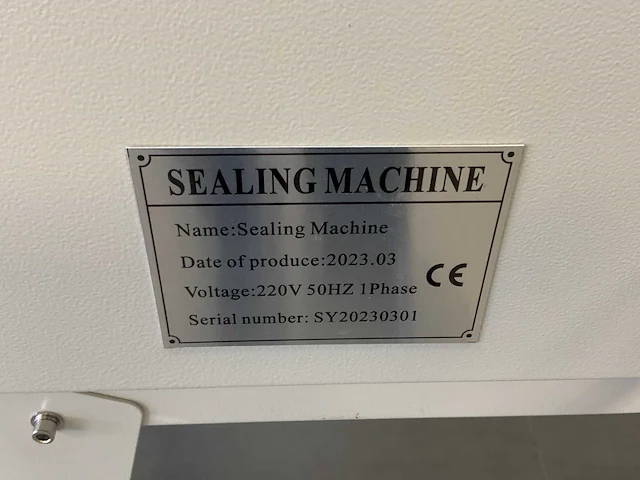 SEALING MACHINE
Name:Sealing Machine
Date of produce:2023.03
Voltage:220V 50HZ 1Phase
CE
Serial number: SY20230301